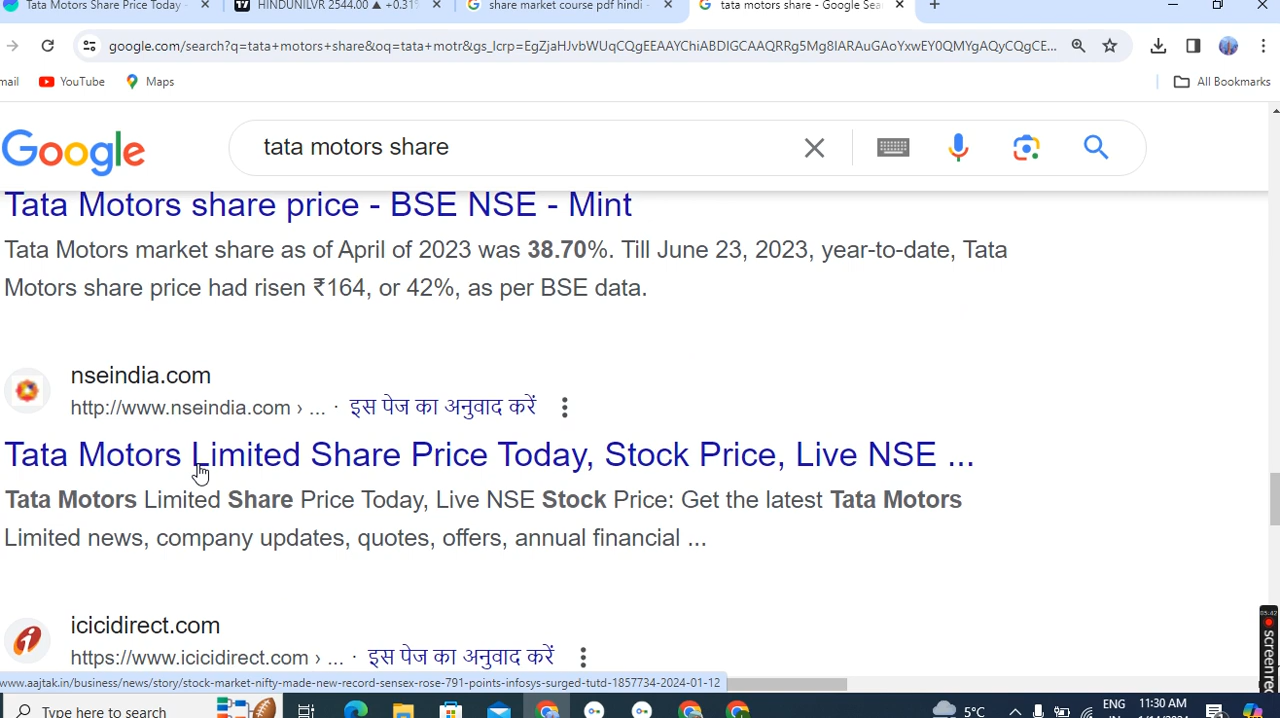 Tata Motors Share Price Today
HINDUNILVR 2544.00 ▲ +0.31
share market course pdf hindi -
tata motors share - Google Sea
google.com/search?q=tata+motors+share&oq=tata+motr&gs_lcrp=EgZjaHJvbWUqCQgEEAAYChiABDIGCAAQRRg5Mg8IARAuGAoYxwEY0QMYgAQyCQgCE...
mail
YouTube
Maps
All Bookmarks
Google
tata motors share
Tata Motors share price - BSE NSE - Mint
Tata Motors market share as of April of 2023 was 38.70%. Till June 23, 2023, year-to-date, Tata
Motors share price had risen ₹164, or 42%, as per BSE data.
nseindia.com
http://www.nseindia.com › ... · इस पेज का अनुवाद करें
Tata Motors Limited Share Price Today, Stock Price, Live NSE ...
Tata Motors Limited Share Price Today, Live NSE Stock Price: Get the latest Tata Motors
Limited news, company updates, quotes, offers, annual financial ...
icicidirect.com
https://www.icicidirect.com › ... · इस पेज का अनुवाद करें
www.aajtak.in/business/news/story/stock-market-nifty-made-new-record-sensex-rose-791-points-infosys-surged-tutd-1857734-2024-01-12
05:42
screen rec
Type here to search
5°C
ENG
11:30 AM